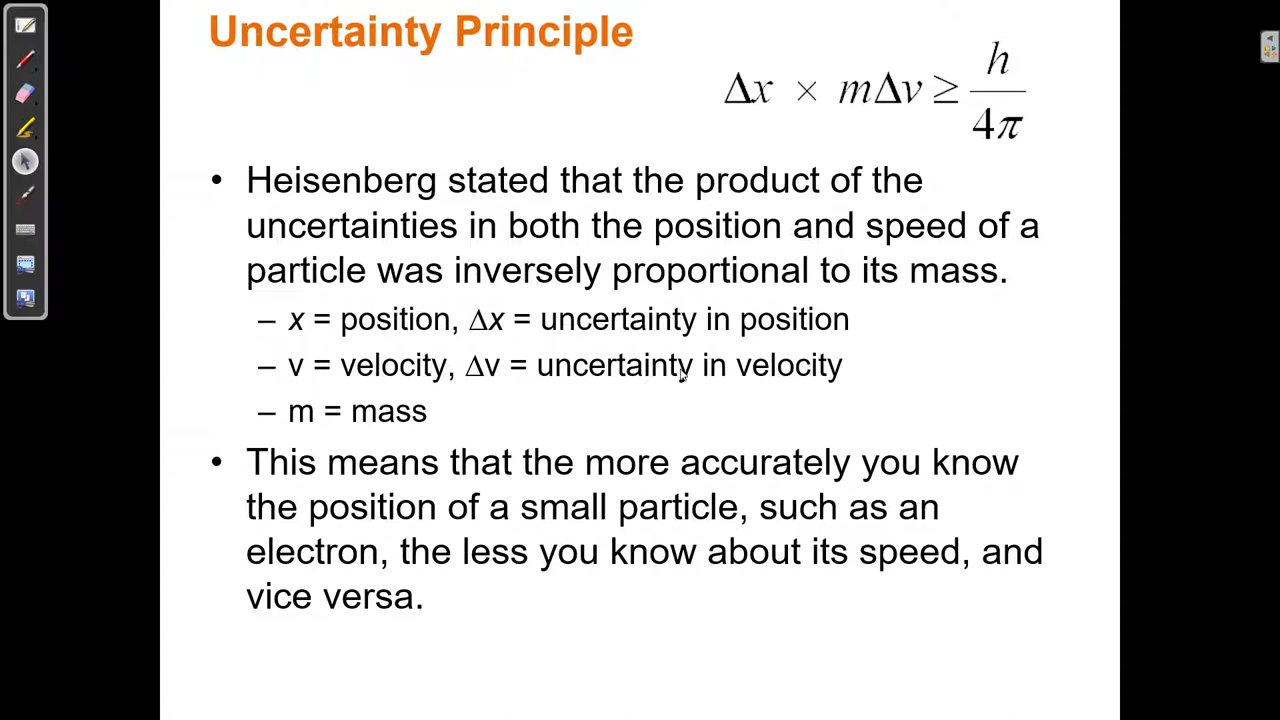 Uncertainty Principle
Δx × mΔv ≥ h/4π
• Heisenberg stated that the product of the
uncertainties in both the position and speed of a
particle was inversely proportional to its mass.
– x = position, Δx = uncertainty in position
– v = velocity, Δv = uncertainty in velocity
– m = mass
• This means that the more accurately you know
the position of a small particle, such as an
electron, the less you know about its speed, and
vice versa.